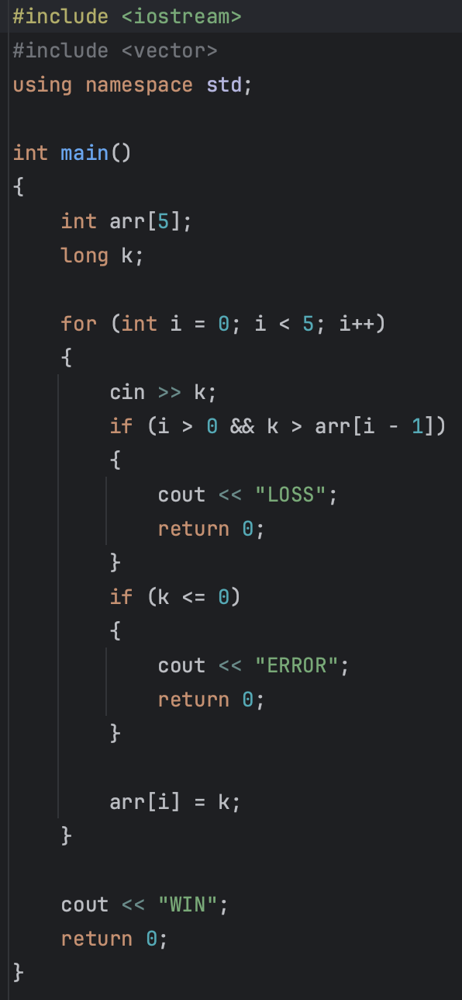 #include <iostream>
#include <vector>
using namespace std;

int main()
{
    int arr[5];
    long k;

    for (int i = 0; i < 5; i++)
    {
        cin >> k;
        if (i > 0 && k > arr[i - 1])
        {
            cout << "LOSS";
            return 0;
        }
        if (k <= 0)
        {
            cout << "ERROR";
            return 0;
        }

        arr[i] = k;
    }

    cout << "WIN";
    return 0;
}